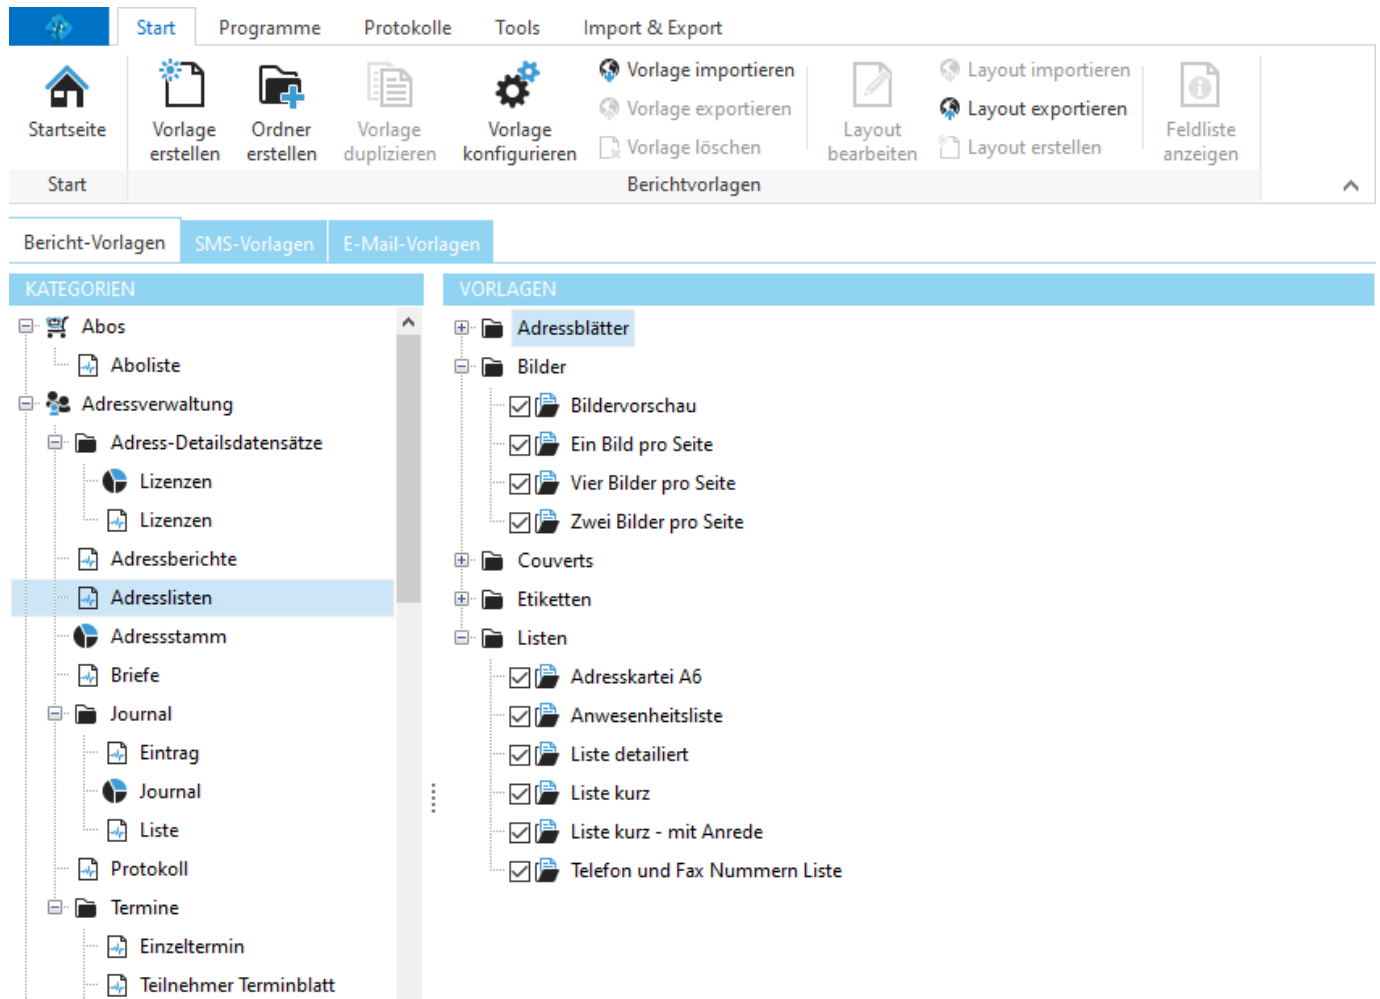 Start Programme Protokolle Tools Import & Export
Startseite
Vorlage erstellen
Ordner erstellen
Vorlage duplizieren
Vorlage konfigurieren
Vorlage importieren
Vorlage exportieren
Vorlage löschen
Layout bearbeiten
Layout importieren
Layout exportieren
Layout erstellen
Feldliste anzeigen
Start
Berichtvorlagen
Bericht-Vorlagen SMS-Vorlagen E-Mail-Vorlagen
KATEGORIEN
Abos
Aboliste
Adressverwaltung
Adress-Detailsdatensätze
Lizenzen
Lizenzen
Adressberichte
Adresslisten
Adressstamm
Briefe
Journal
Eintrag
Journal
Liste
Protokoll
Termine
Einzeltermin
Teilnehmer Terminblatt
VORLAGEN
Adressblätter
Bilder
Bildervorschau
Ein Bild pro Seite
Vier Bilder pro Seite
Zwei Bilder pro Seite
Couverts
Etiketten
Listen
Adresskartei A6
Anwesenheitsliste
Liste detailiert
Liste kurz
Liste kurz - mit Anrede
Telefon und Fax Nummern Liste